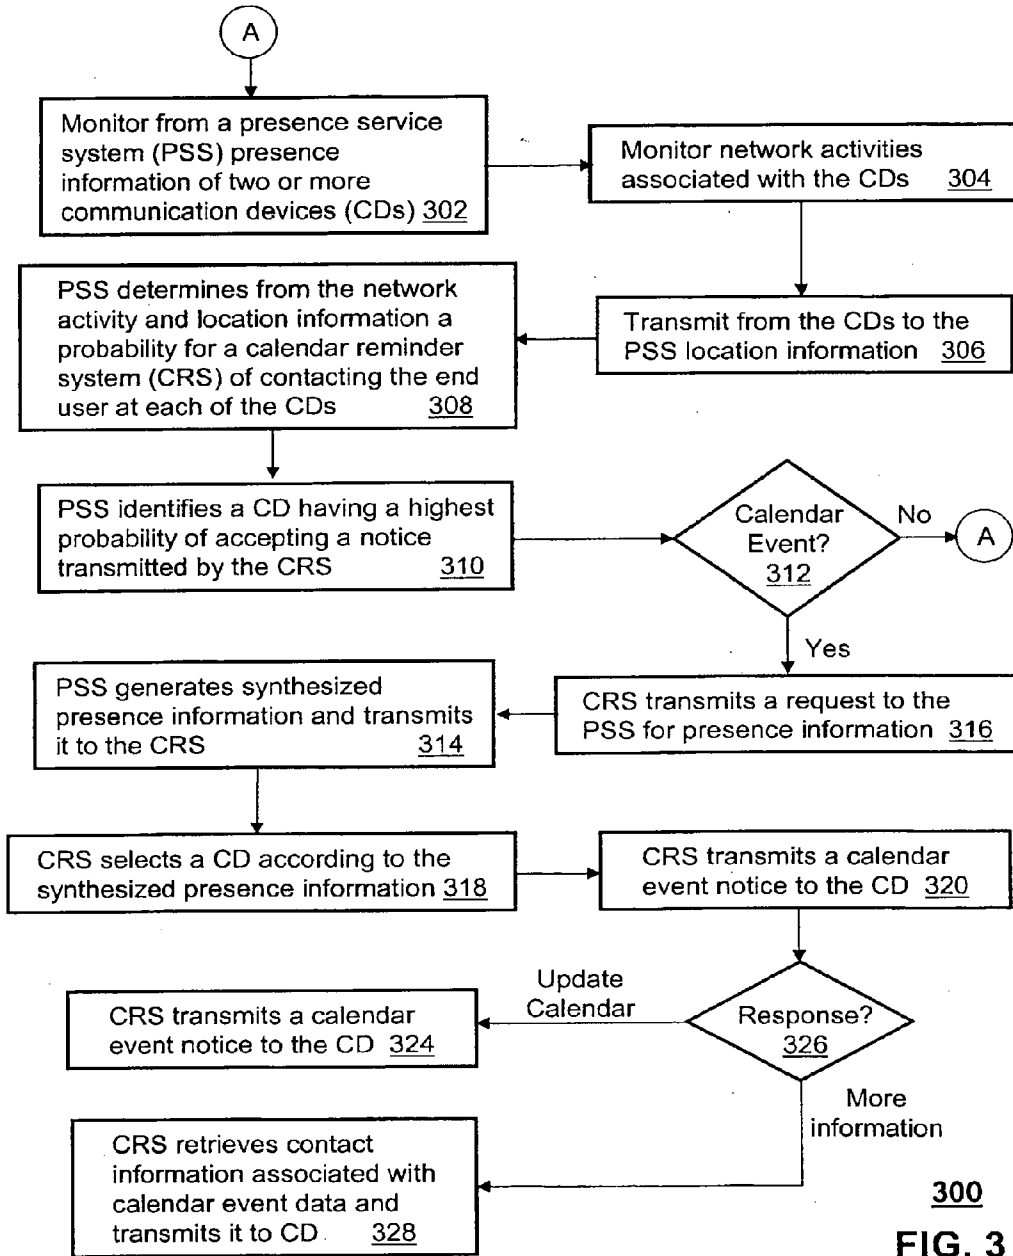 A
Monitor from a presence service
system (PSS) presence
information of two or more
communication devices (CDs) 302
Monitor network activities
associated with the CDs 304
Transmit from the CDs to the
PSS location information 306
PSS determines from the network
activity and location information a
probability for a calendar reminder
system (CRS) of contacting the end
user at each of the CDs 308
PSS identifies a CD having a highest
probability of accepting a notice
transmitted by the CRS 310
Calendar
Event?
312
No
A
Yes
CRS transmits a request to the
PSS for presence information 316
PSS generates synthesized
presence information and transmits
it to the CRS 314
CRS selects a CD according to the
synthesized presence information 318
CRS transmits a calendar
event notice to the CD 320
Response?
326
Update
Calendar
CRS transmits a calendar
event notice to the CD 324
More
information
CRS retrieves contact
information associated with
calendar event data and
transmits it to CD 328
300
FIG. 3